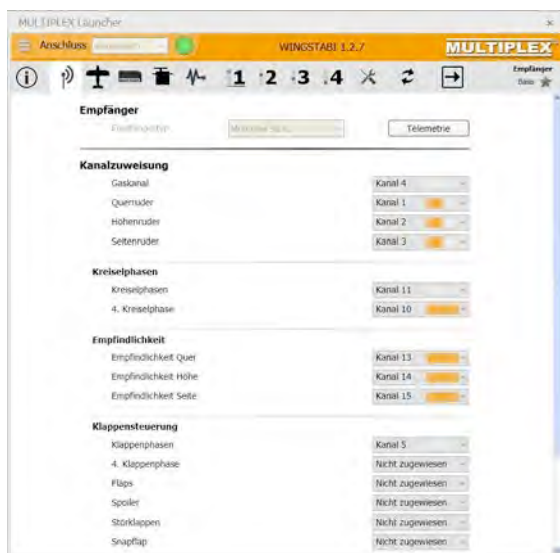 MULTIPLEX Launcher
Anschluss
WINGSTABI 1.2.7
MULTIPLEX
1 2 3 4
Empfänger
Basis
Empfänger
Telemetrie
Kanalzuweisung
Gaskanal Kanal 4
Querruder Kanal 1
Höhenruder Kanal 2
Seitenruder Kanal 3
Kreiselphasen
Kreiselphasen Kanal 11
4. Kreiselphase Kanal 10
Empfindlichkeit
Empfindlichkeit Quer Kanal 13
Empfindlichkeit Höhe Kanal 14
Empfindlichkeit Seite Kanal 15
Klappensteuerung
Klappenphasen Kanal 5
4. Klappenphase Nicht zugewiesen
Flaps Nicht zugewiesen
Spoiler Nicht zugewiesen
Störklappen Nicht zugewiesen
Snapflap Nicht zugewiesen